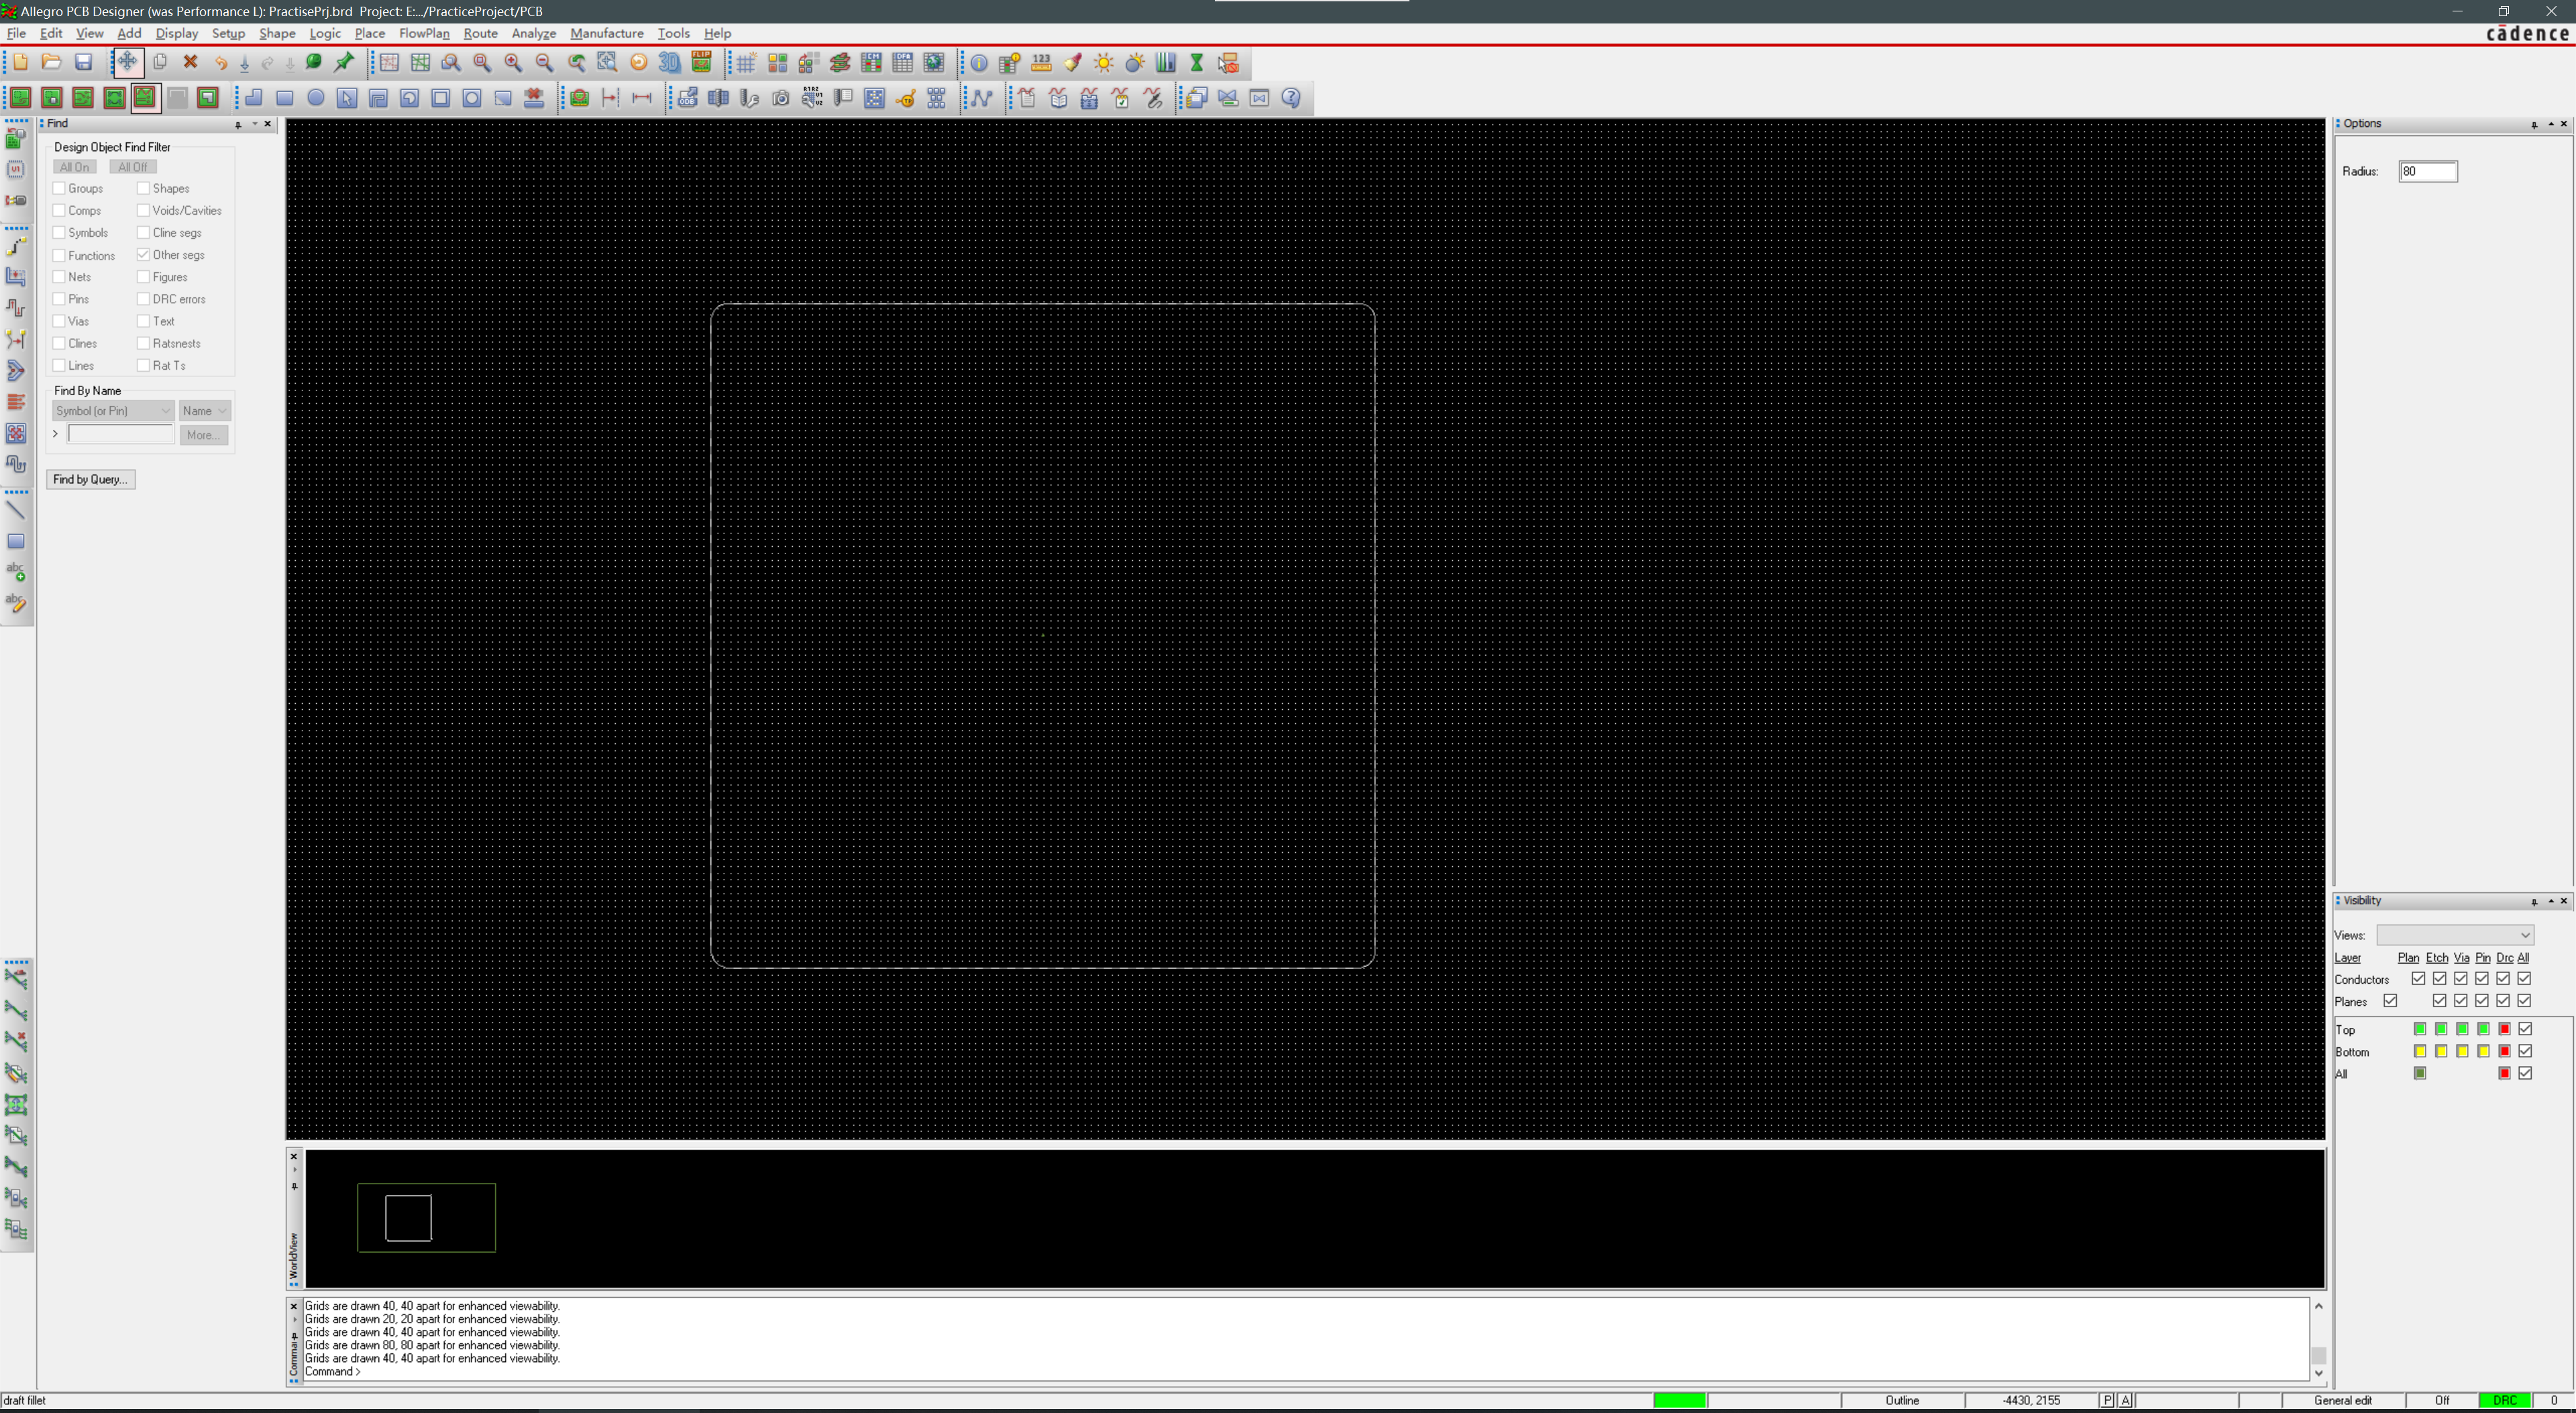 Allegro PCB Designer (was Performance L): PractisePrj.brd  Project: E:.../PracticeProject/PCB
File Edit View Add Display Setup Shape Logic Place FlowPlan Route Analyze Manufacture Tools Help
cādence
3D FLIP
123
ODB
U1
abc
abc
Find
Design Object Find Filter
All On All Off
Groups Shapes
Comps Voids/Cavities
Symbols Cline segs
Functions Other segs
Nets Figures
Pins DRC errors
Vias Text
Clines Ratsnests
Lines Rat Ts
Find By Name
Symbol (or Pin) Name
> More...
Find by Query...
Options
Radius: 80
Visibility
Views:
Layer Plan Etch Via Pin Drc All
Conductors
Planes
Top
Bottom
All
WorldView
Grids are drawn 40, 40 apart for enhanced viewability.
Grids are drawn 20, 20 apart for enhanced viewability.
Grids are drawn 40, 40 apart for enhanced viewability.
Grids are drawn 80, 80 apart for enhanced viewability.
Grids are drawn 40, 40 apart for enhanced viewability.
Command >
draft fillet Outline -4430, 2155 P A General edit Off DRC 0